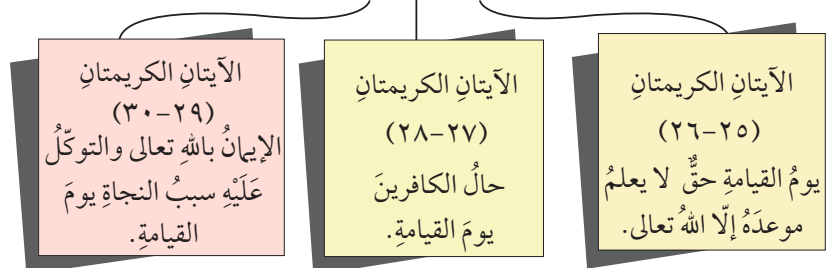 الآيتانِ الكريمتانِ
(٢٥-٢٦)
يومُ القيامةِ حقٌّ لا يعلمُ
موعدَهُ إلّا اللهُ تعالى.
الآيتانِ الكريمتانِ
(٢٧-٢٨)
حالُ الكافرينَ
يومَ القيامةِ.
الآيتانِ الكريمتانِ
(٢٩-٣٠)
الإيمانُ باللهِ تعالى والتوكّلُ
عَلَيْهِ سببُ النجاةِ يومَ
القيامةِ.